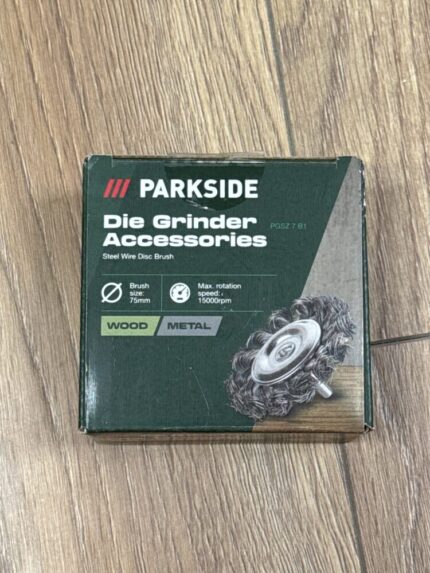 PARKSIDE
Die Grinder
Accessories
PGSZ 7 B1
Steel Wire Disc Brush
Brush
size:
75mm
Max. rotation
speed:
15000rpm
WOOD
METAL